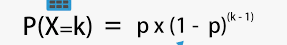 P(X=k) = p x (1 - p)^(k - 1)